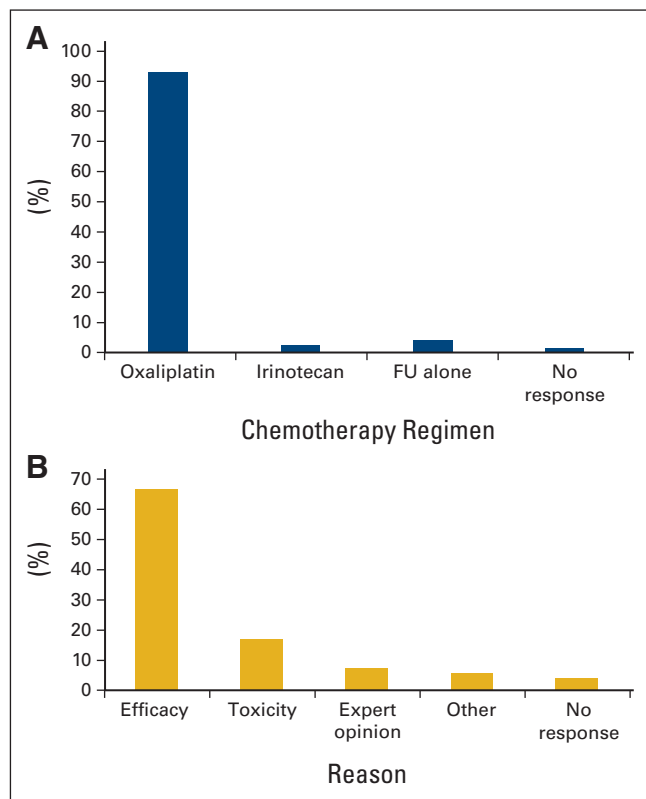 A
100
90
80
70
60
50
40
30
20
10
0
(%)
Oxaliplatin Irinotecan FU alone No
response
Chemotherapy Regimen
B
70
60
50
40
30
20
10
0
(%)
Efficacy Toxicity Expert Other No
opinion response
Reason